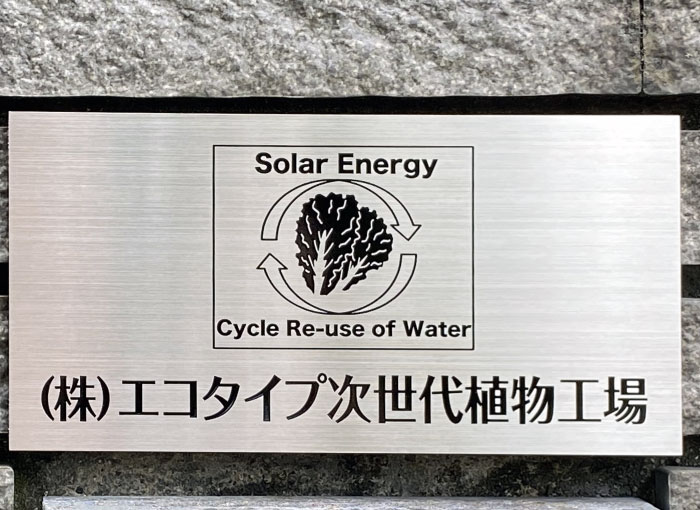 Solar Energy
Cycle Re-use of Water
(株)エコタイプ次世代植物工場